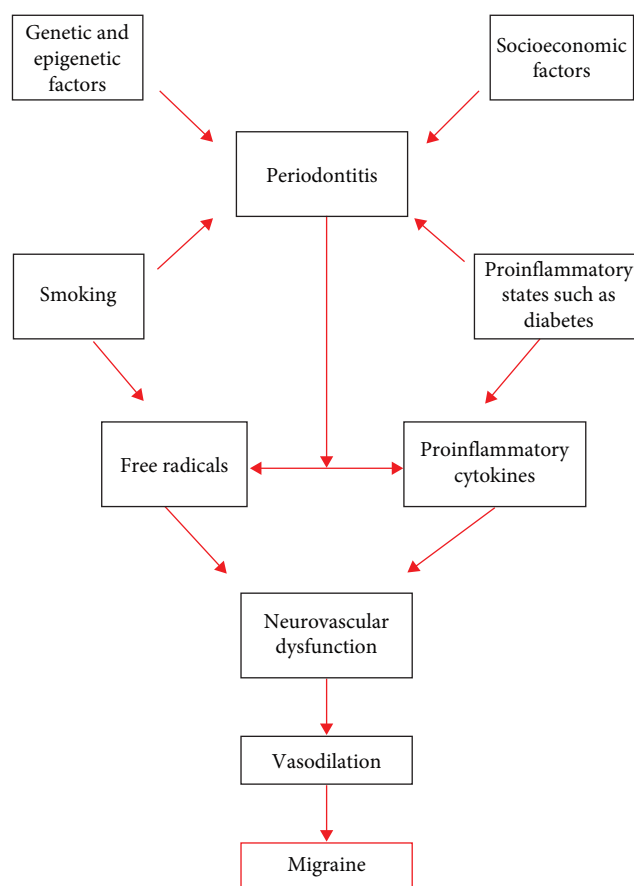 Genetic and
epigenetic
factors
Socioeconomic
factors
Periodontitis
Smoking
Proinflammatory
states such as
diabetes
Free radicals
Proinflammatory
cytokines
Neurovascular
dysfunction
Vasodilation
Migraine